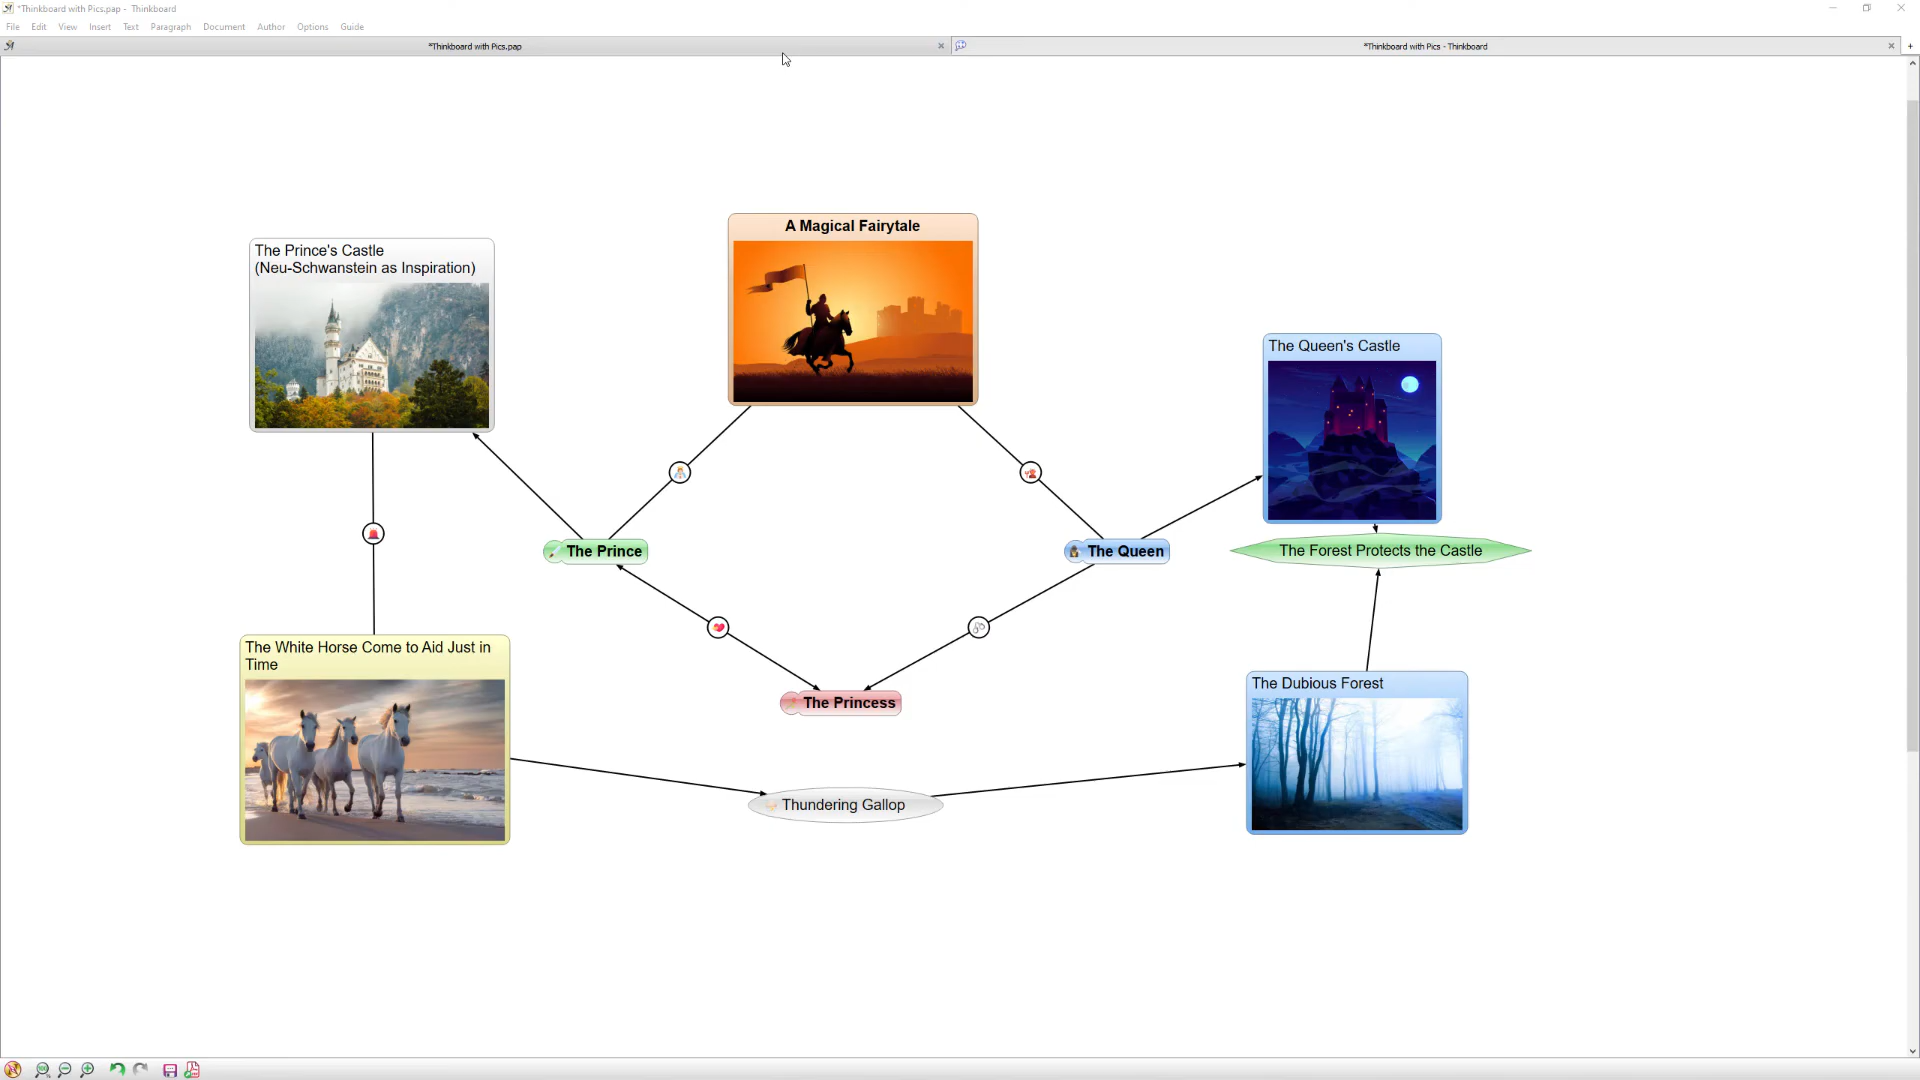 *Thinkboard with Pics.pap - Thinkboard
File Edit View Insert Text Paragraph Document Author Options Guide
*Thinkboard with Pics.pap
*Thinkboard with Pics - Thinkboard
A Magical Fairytale
The Prince's Castle
(Neu-Schwanstein as Inspiration)
The Queen's Castle
The Prince
The Queen
The Forest Protects the Castle
The White Horse Come to Aid Just in
Time
The Princess
The Dubious Forest
Thundering Gallop